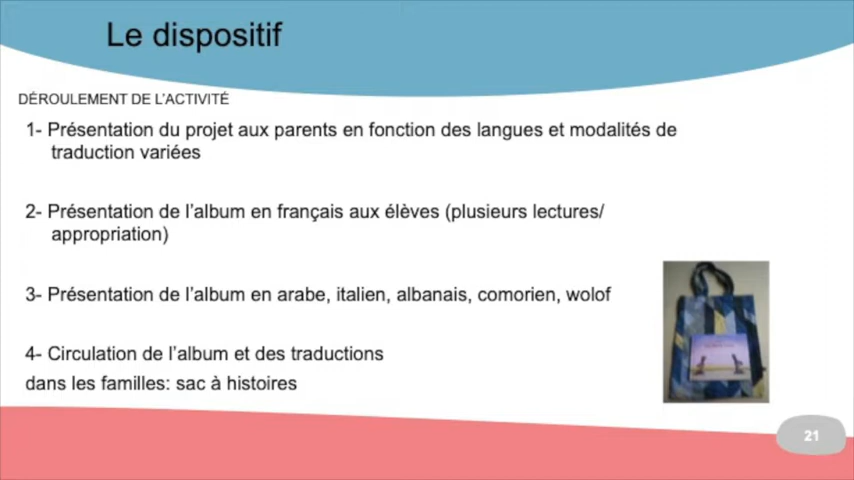 Le dispositif
DÉROULEMENT DE L'ACTIVITÉ
1- Présentation du projet aux parents en fonction des langues et modalités de
traduction variées
2- Présentation de l'album en français aux élèves (plusieurs lectures/
appropriation)
3- Présentation de l'album en arabe, italien, albanais, comorien, wolof
4- Circulation de l'album et des traductions
dans les familles: sac à histoires
21